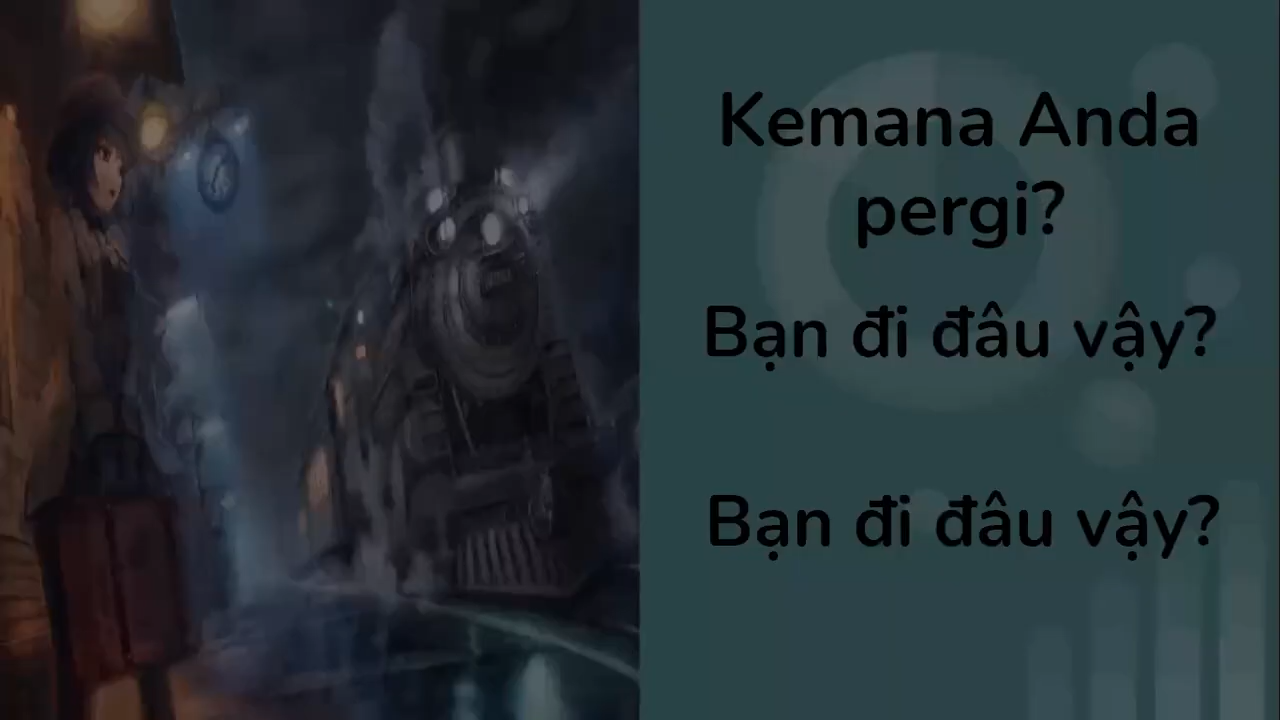 Kemana Anda
pergi?
Bạn đi đâu vậy?
Bạn đi đâu vậy?